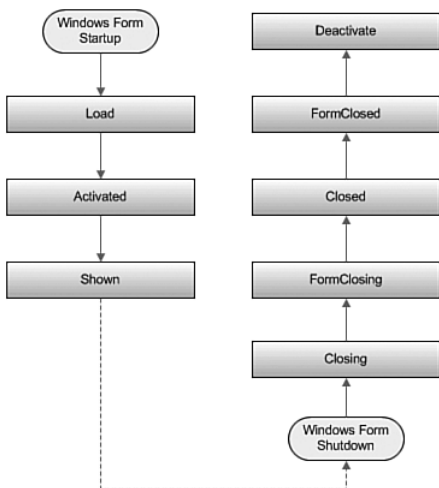 Windows Form
Startup
Load
Activated
Shown
Deactivate
FormClosed
Closed
FormClosing
Closing
Windows Form
Shutdown